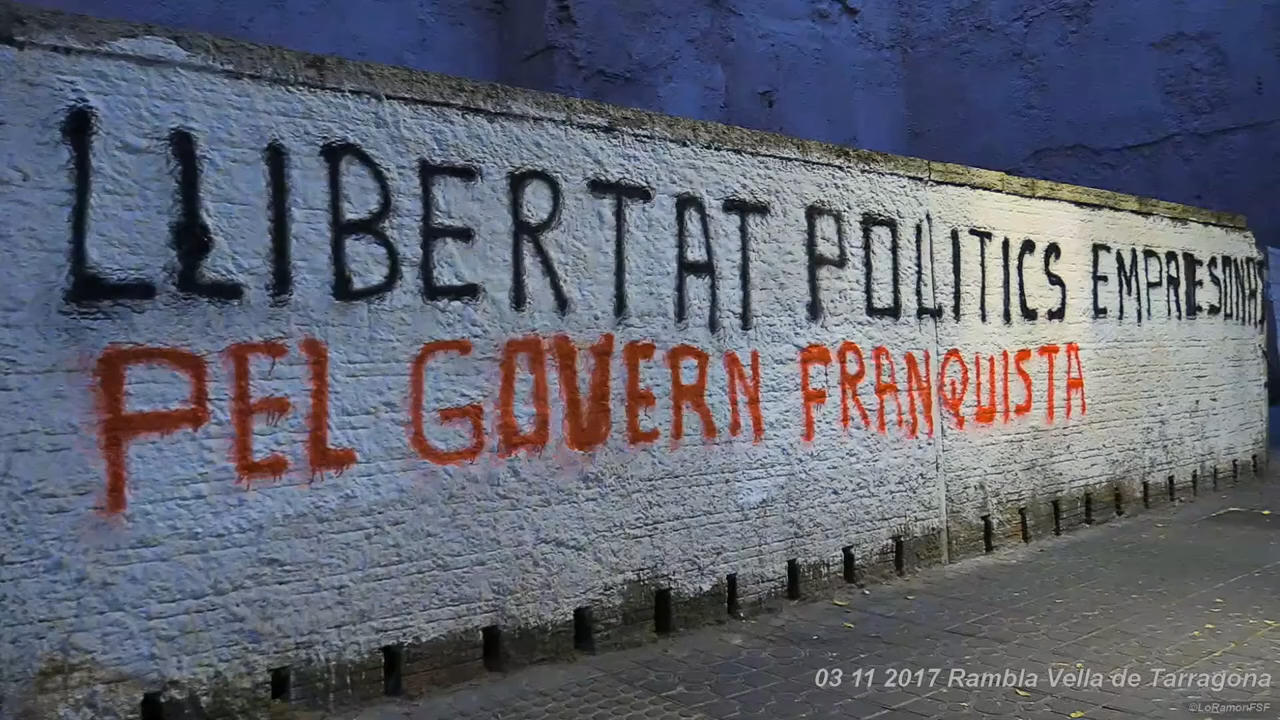 LLIBERTAT POLITICS EMPRESONATS
PEL GOVERN FRANQUISTA
03 11 2017 Rambla Vella de Tarragona
©LoRamonFSF